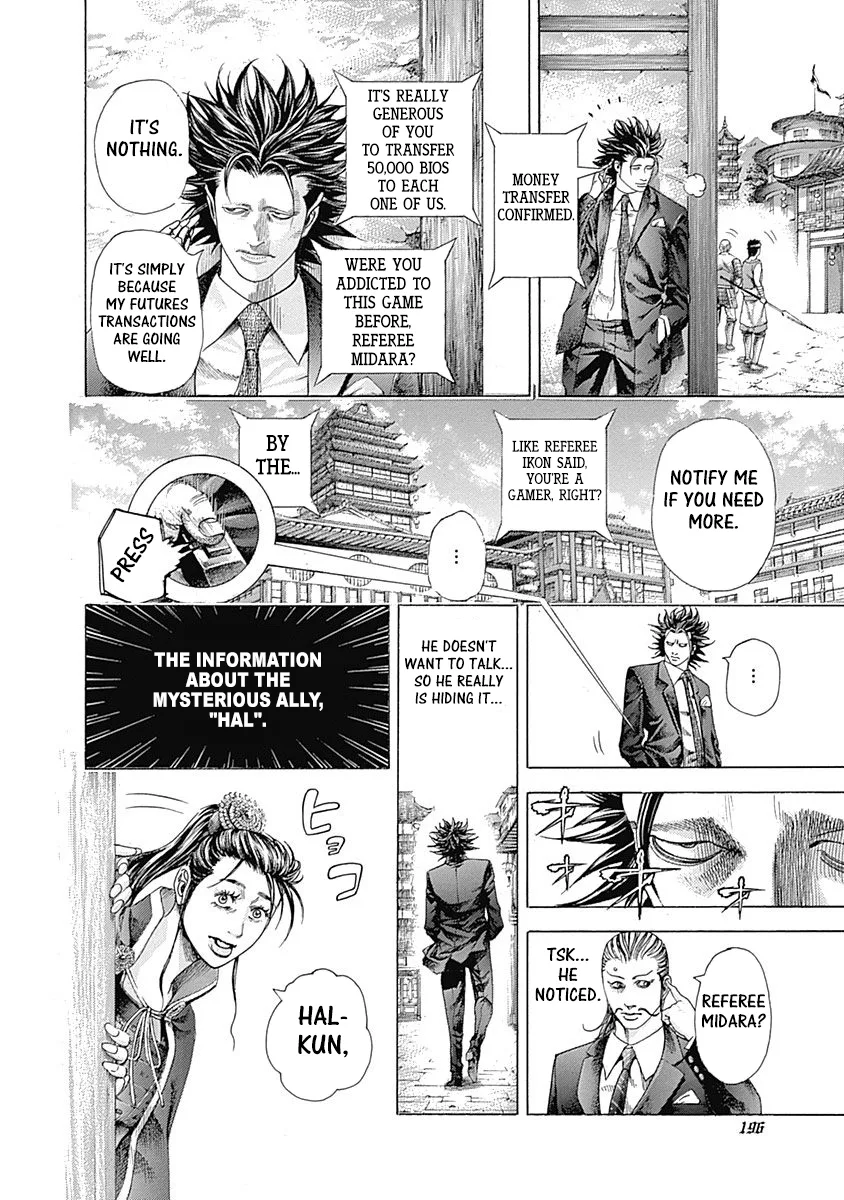 MONEY
TRANSFER
CONFIRMED.
IT'S REALLY
GENEROUS
OF YOU
TO TRANSFER
50,000 BIOS
TO EACH
ONE OF US.
IT'S
NOTHING.
WERE YOU
ADDICTED TO
THIS GAME
BEFORE,
REFEREE
MIDARA?
IT'S SIMPLY
BECAUSE
MY FUTURES
TRANSACTIONS
ARE GOING
WELL.
NOTIFY ME
IF YOU NEED
MORE.
LIKE REFEREE
IKON SAID,
YOU'RE A
GAMER, RIGHT?
...
BY
THE...
PRESS
...
オ
オ
オ
REFEREE
MIDARA?
TSK...
HE
NOTICED.
HE DOESN'T
WANT TO TALK...
SO HE REALLY
IS HIDING IT...
THE INFORMATION
ABOUT THE
MYSTERIOUS ALLY,
"HAL".
ヒョコ
HAL-
KUN,
196